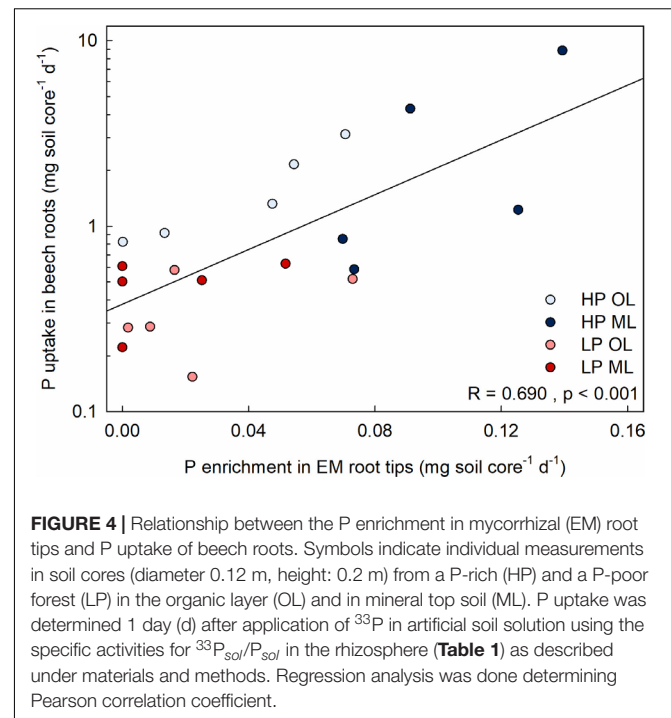 10
1
0.1
P uptake in beech roots (mg soil core⁻¹ d⁻¹)
HP OL
HP ML
LP OL
LP ML
R = 0.690 , p < 0.001
0.00 0.04 0.08 0.12 0.16
P enrichment in EM root tips (mg soil core⁻¹ d⁻¹)
FIGURE 4 | Relationship between the P enrichment in mycorrhizal (EM) root
tips and P uptake of beech roots. Symbols indicate individual measurements
in soil cores (diameter 0.12 m, height: 0.2 m) from a P-rich (HP) and a P-poor
forest (LP) in the organic layer (OL) and in mineral top soil (ML). P uptake was
determined 1 day (d) after application of ³³P in artificial soil solution using the
specific activities for ³³Psol/Psol in the rhizosphere (Table 1) as described
under materials and methods. Regression analysis was done determining
Pearson correlation coefficient.